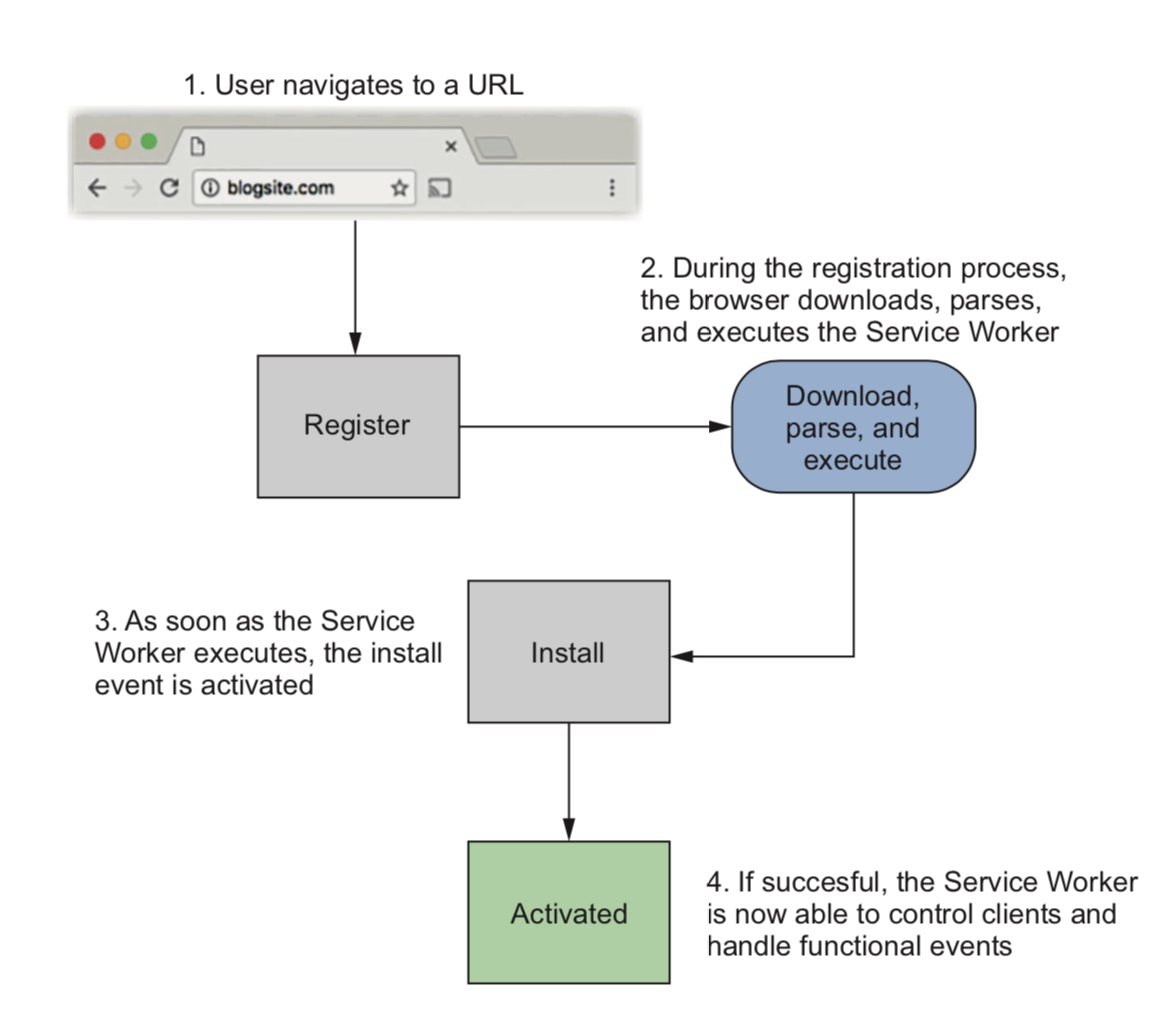 1. User navigates to a URL
blogsite.com
2. During the registration process,
the browser downloads, parses,
and executes the Service Worker
Register
Download,
parse, and
execute
3. As soon as the Service
Worker executes, the install
event is activated
Install
Activated
4. If succesful, the Service Worker
is now able to control clients and
handle functional events